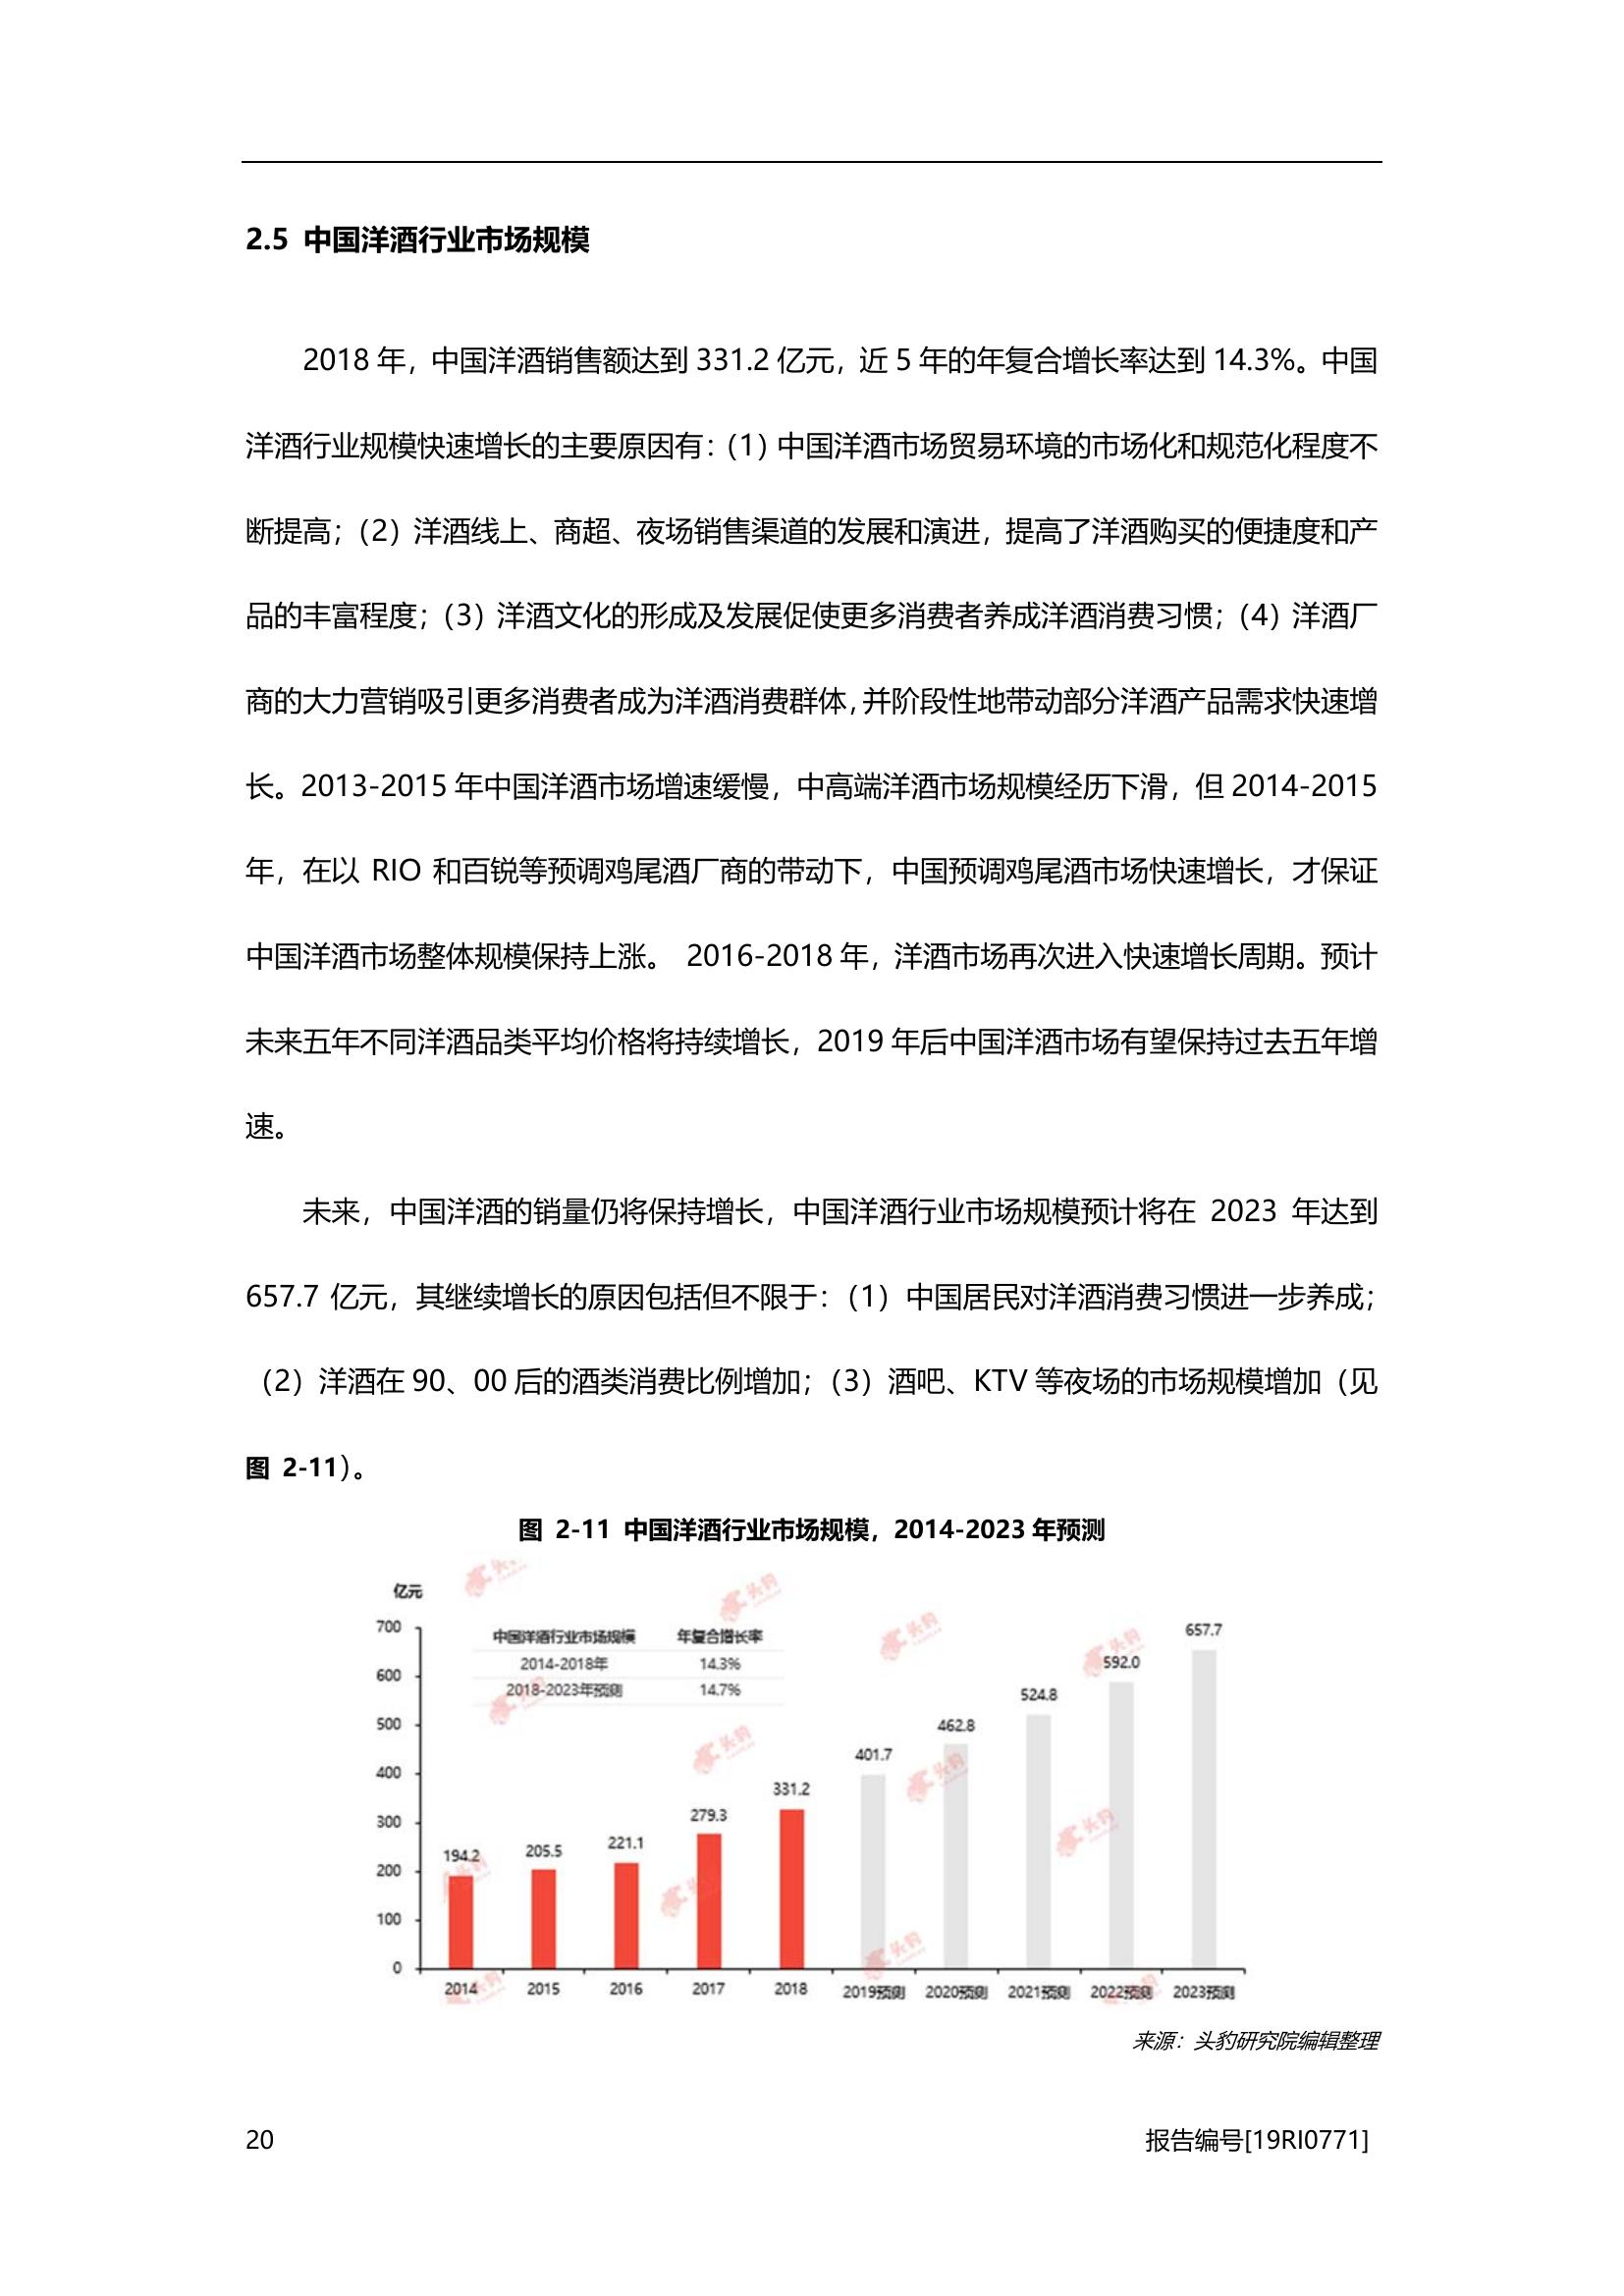 2.5 中国洋酒行业市场规模
2018 年，中国洋酒销售额达到 331.2 亿元，近 5 年的年复合增长率达到 14.3%。中国
洋酒行业规模快速增长的主要原因有：（1）中国洋酒市场贸易环境的市场化和规范化程度不
断提高；（2）洋酒线上、商超、夜场销售渠道的发展和演进，提高了洋酒购买的便捷度和产
品的丰富程度；（3）洋酒文化的形成及发展促使更多消费者养成洋酒消费习惯；（4）洋酒厂
商的大力营销吸引更多消费者成为洋酒消费群体，并阶段性地带动部分洋酒产品需求快速增
长。2013-2015 年中国洋酒市场增速缓慢，中高端洋酒市场规模经历下滑，但 2014-2015
年，在以 RIO 和百锐等预调鸡尾酒厂商的带动下，中国预调鸡尾酒市场快速增长，才保证
中国洋酒市场整体规模保持上涨。 2016-2018 年，洋酒市场再次进入快速增长周期。预计
未来五年不同洋酒品类平均价格将持续增长，2019 年后中国洋酒市场有望保持过去五年增
速。
未来，中国洋酒的销量仍将保持增长，中国洋酒行业市场规模预计将在 2023 年达到
657.7 亿元，其继续增长的原因包括但不限于：（1）中国居民对洋酒消费习惯进一步养成；
（2）洋酒在 90、00 后的酒类消费比例增加；（3）酒吧、KTV 等夜场的市场规模增加（见
图 2-11）。
图 2-11 中国洋酒行业市场规模，2014-2023 年预测
亿元
中国洋酒行业市场规模 年复合增长率
2014-2018年 14.3%
2018-2023年预测 14.7%
700
600
500
400
300
200
100
0
194.2
205.5
221.1
279.3
331.2
401.7
462.8
524.8
592.0
657.7
2014 2015 2016 2017 2018 2019预测 2020预测 2021预测 2022预测 2023预测
头豹
头豹
头豹
头豹
头豹
头豹
头豹
头豹
来源：头豹研究院编辑整理
20 报告编号[19RI0771]